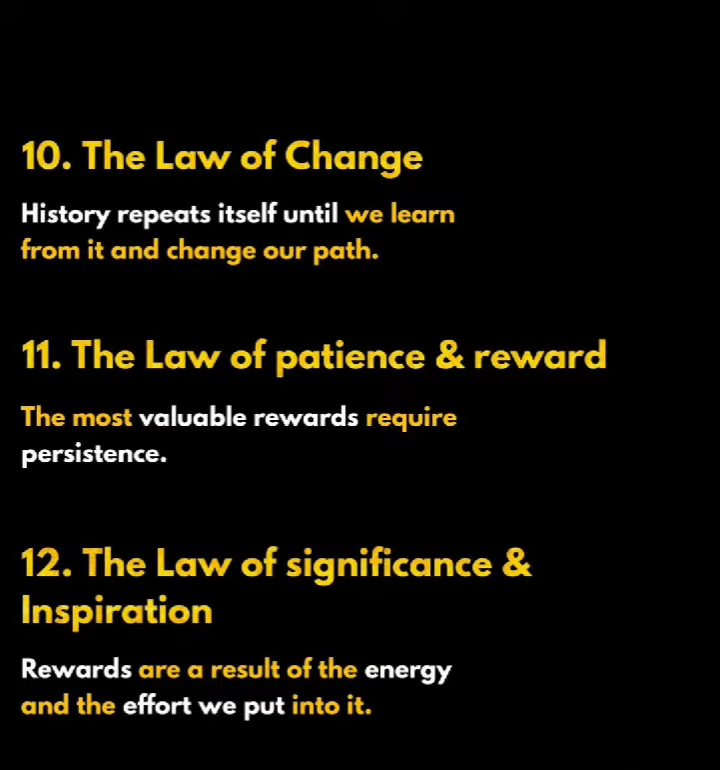 10. The Law of Change
History repeats itself until we learn
from it and change our path.
11. The Law of patience & reward
The most valuable rewards require
persistence.
12. The Law of significance &
Inspiration
Rewards are a result of the energy
and the effort we put into it.